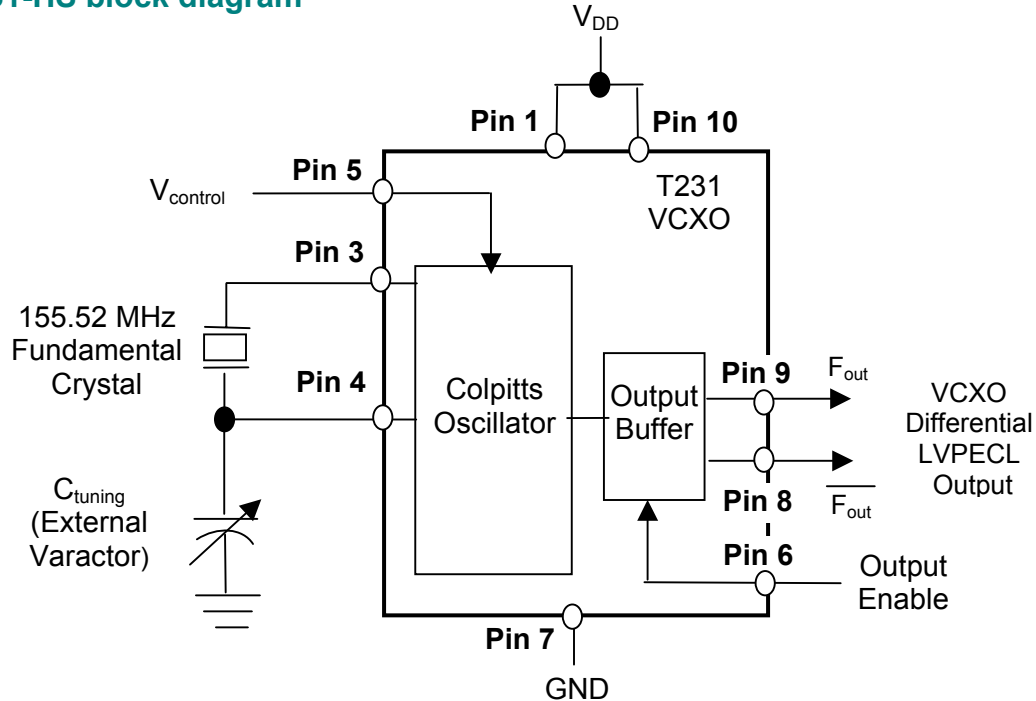 block diagram
V_DD
Pin 1
Pin 10
Pin 5
T231
VCXO
V_control
Pin 3
155.52 MHz
Fundamental
Crystal
Pin 4
Colpitts
Oscillator
Output
Buffer
Pin 9
F_out
VCXO
Differential
LVPECL
Output
C_tuning
(External
Varactor)
Pin 8
F_out
Pin 6
Output
Enable
Pin 7
GND